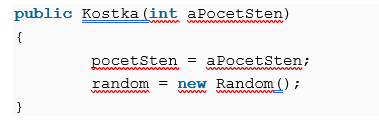 public Kostka(int aPocetSten)
{
pocetSten = aPocetSten;
random = new Random();
}